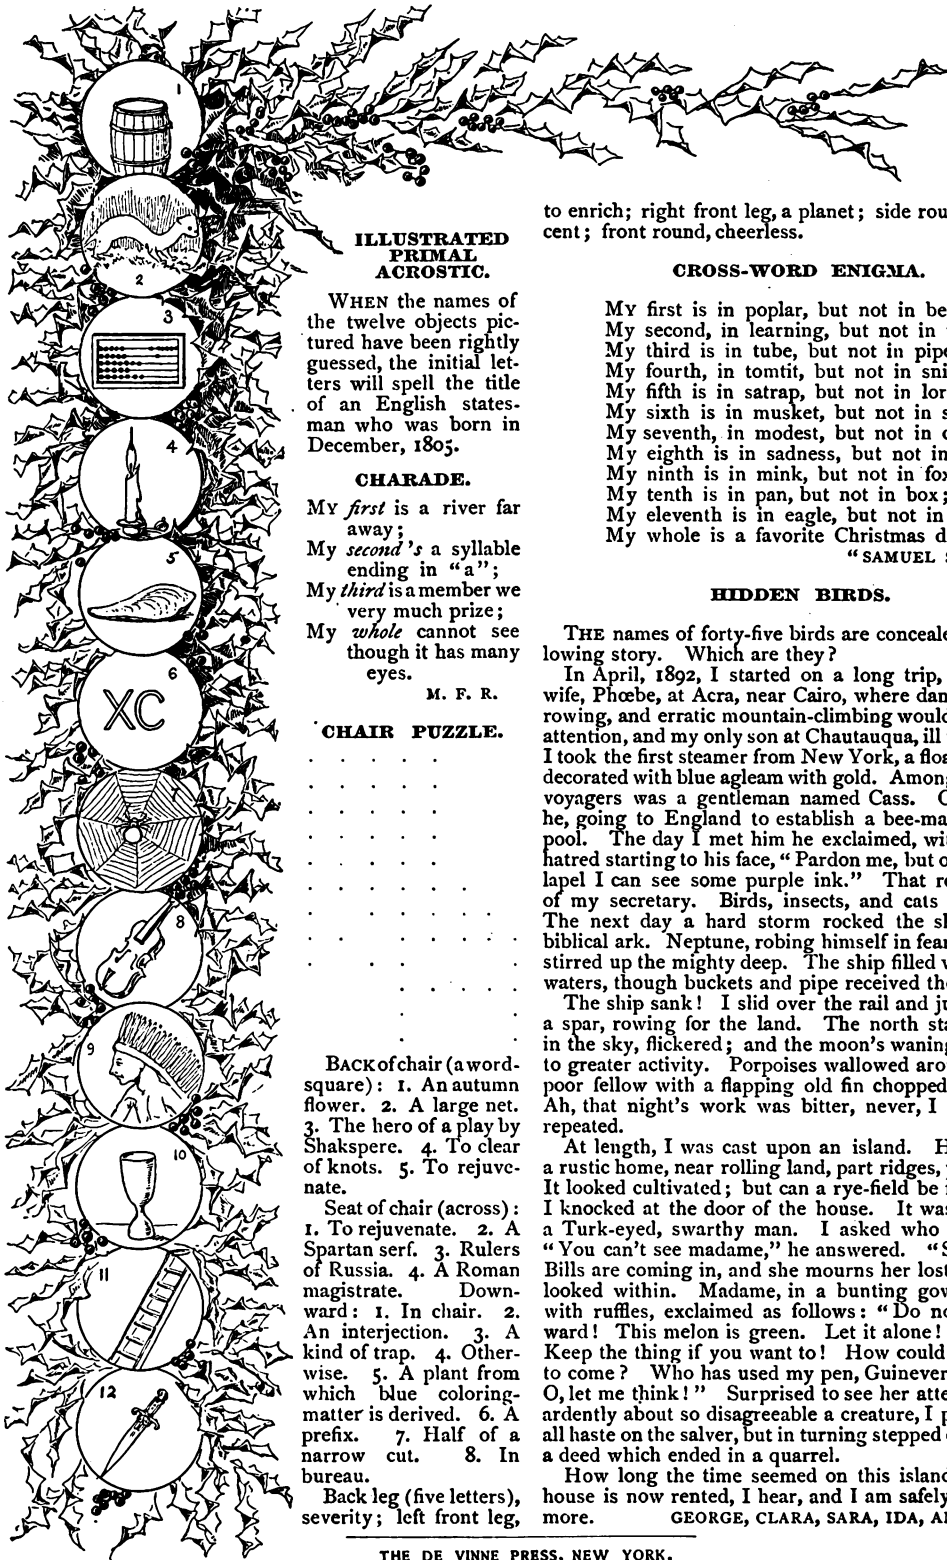 1
2
3
4
5
6
XC
7
8
9
10
11
12
ILLUSTRATED
PRIMAL
ACROSTIC.
WHEN the names of
the twelve objects pic-
tured have been rightly
guessed, the initial let-
ters will spell the title
of an English states-
man who was born in
December, 1805.
CHARADE.
MY first is a river far
away;
My second's a syllable
ending in "a";
My third is a member we
very much prize;
My whole cannot see
though it has many
eyes.
M. F. R.
CHAIR PUZZLE.
BACK of chair (a word-
square): 1. An autumn
flower. 2. A large net.
3. The hero of a play by
Shakspere. 4. To clear
of knots. 5. To rejuve-
nate.
Seat of chair (across):
1. To rejuvenate. 2. A
Spartan serf. 3. Rulers
of Russia. 4. A Roman
magistrate. Down-
ward: 1. In chair. 2.
An interjection. 3. A
kind of trap. 4. Other-
wise. 5. A plant from
which blue coloring-
matter is derived. 6. A
prefix. 7. Half of a
narrow cut. 8. In
bureau.
Back leg (five letters),
severity; left front leg,
to enrich; right front leg, a planet; side rou
cent; front round, cheerless.
CROSS-WORD ENIGMA.
MY first is in poplar, but not in be
My second, in learning, but not in
My third is in tube, but not in pipe
My fourth, in tomtit, but not in sni
My fifth is in satrap, but not in lor
My sixth is in musket, but not in s
My seventh, in modest, but not in c
My eighth is in sadness, but not in
My ninth is in mink, but not in fox
My tenth is in pan, but not in box;
My eleventh is in eagle, but not in
My whole is a favorite Christmas d
"SAMUEL S
HIDDEN BIRDS.
THE names of forty-five birds are conceale
lowing story. Which are they?
In April, 1892, I started on a long trip,
wife, Phœbe, at Acra, near Cairo, where dan
rowing, and erratic mountain-climbing would
attention, and my only son at Chautauqua, ill
I took the first steamer from New York, a floa
decorated with blue agleam with gold. Among
voyagers was a gentleman named Cass. O
he, going to England to establish a bee-ma
pool. The day I met him he exclaimed, wi
hatred starting to his face, "Pardon me, but o
lapel I can see some purple ink." That re
of my secretary. Birds, insects, and cats
The next day a hard storm rocked the sh
biblical ark. Neptune, robing himself in fear
stirred up the mighty deep. The ship filled w
waters, though buckets and pipe received the
The ship sank! I slid over the rail and ju
a spar, rowing for the land. The north sta
in the sky, flickered; and the moon's waning
to greater activity. Porpoises wallowed aro
poor fellow with a flapping old fin chopped
Ah, that night's work was bitter, never, I
repeated.
At length, I was cast upon an island. H
a rustic home, near rolling land, part ridges,
It looked cultivated; but can a rye-field be
I knocked at the door of the house. It was
a Turk-eyed, swarthy man. I asked who
"You can't see madame," he answered. "S
Bills are coming in, and she mourns her lost
looked within. Madame, in a bunting gow
with ruffles, exclaimed as follows: "Do no
ward! This melon is green. Let it alone!
Keep the thing if you want to! How could
to come? Who has used my pen, Guinever
O, let me think!" Surprised to see her atte
ardently about so disagreeable a creature, I p
all haste on the salver, but in turning stepped
a deed which ended in a quarrel.
How long the time seemed on this island
house is now rented, I hear, and I am safely
more. GEORGE, CLARA, SARA, IDA, A
THE DE VINNE PRESS, NEW YORK.